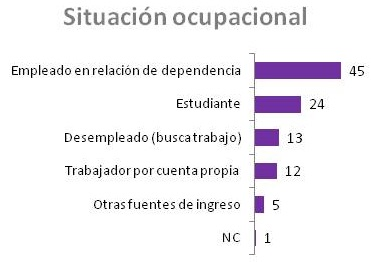 Situación ocupacional
Empleado en relación de dependencia 45
Estudiante 24
Desempleado (busca trabajo) 13
Trabajador por cuenta propia 12
Otras fuentes de ingreso 5
NC 1